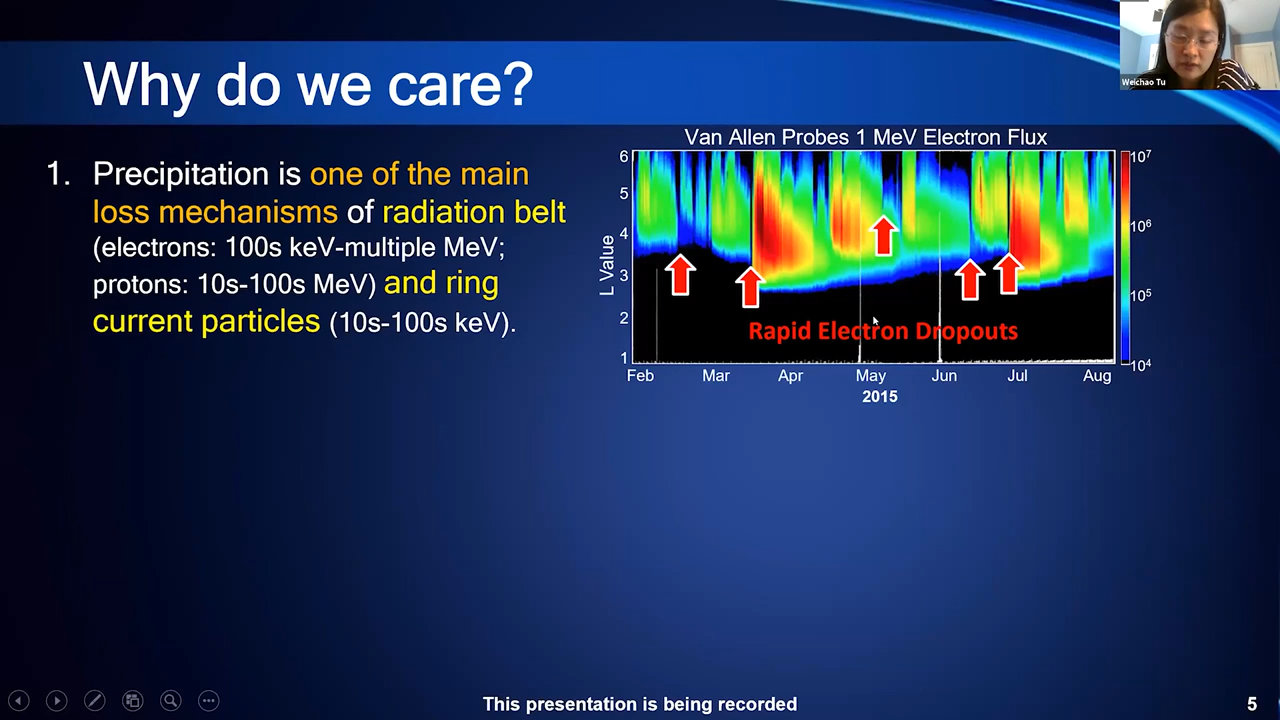 Why do we care?
Weichao Tu
1. Precipitation is one of the main
loss mechanisms of radiation belt
(electrons: 100s keV-multiple MeV;
protons: 10s-100s MeV) and ring
current particles (10s-100s keV).
Van Allen Probes 1 MeV Electron Flux
L Value
6
5
4
3
2
1
Rapid Electron Dropouts
Feb Mar Apr May Jun Jul Aug
2015
10⁷
10⁶
10⁵
10⁴
This presentation is being recorded
5